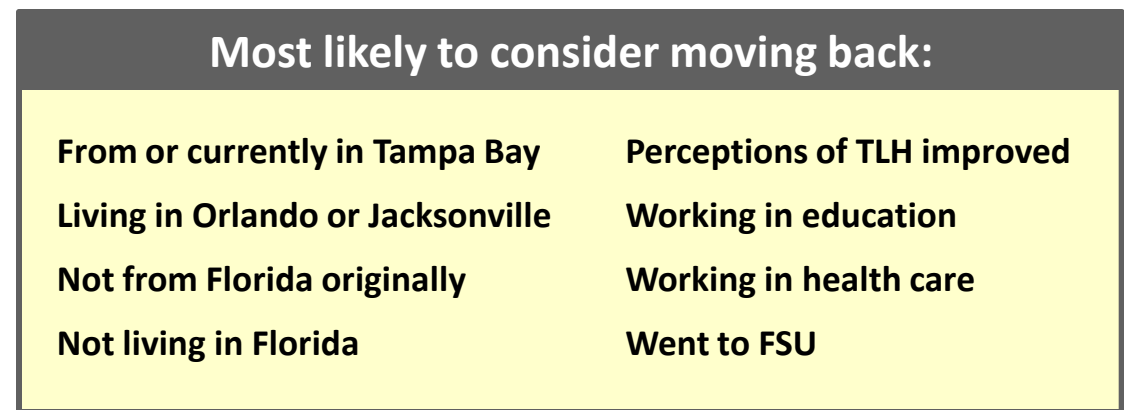 Most likely to consider moving back:
From or currently in Tampa Bay
Living in Orlando or Jacksonville
Not from Florida originally
Not living in Florida
Perceptions of TLH improved
Working in education
Working in health care
Went to FSU